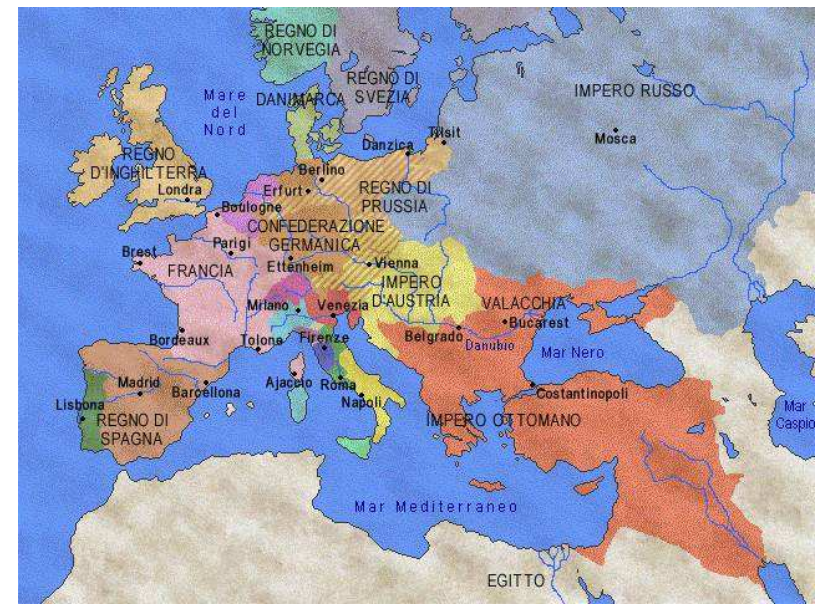 REGNO DI
NORVEGIA
REGNO DI
SVEZIA
Mare
del
Nord
DANIMARCA
IMPERO RUSSO
Mosca
Tilsit
Danzica
REGNO
D'INGHILTERRA
Londra
Berlino
Erfurt
REGNO DI
PRUSSIA
Boulogne
CONFEDERAZIONE
GERMANICA
Brest
Parigi
FRANCIA
Ettenheim
Vienna
IMPERO
D'AUSTRIA
VALACCHIA
Milano
Venezia
Bucarest
Bordeaux
Tolone
Firenze
Belgrado
Danubio
Mar Nero
Madrid
Barcellona
Ajaccio
Roma
Napoli
Costantinopoli
Lisbona
REGNO DI
SPAGNA
IMPERO OTTOMANO
Mar
Caspio
Mar Mediterraneo
EGITTO